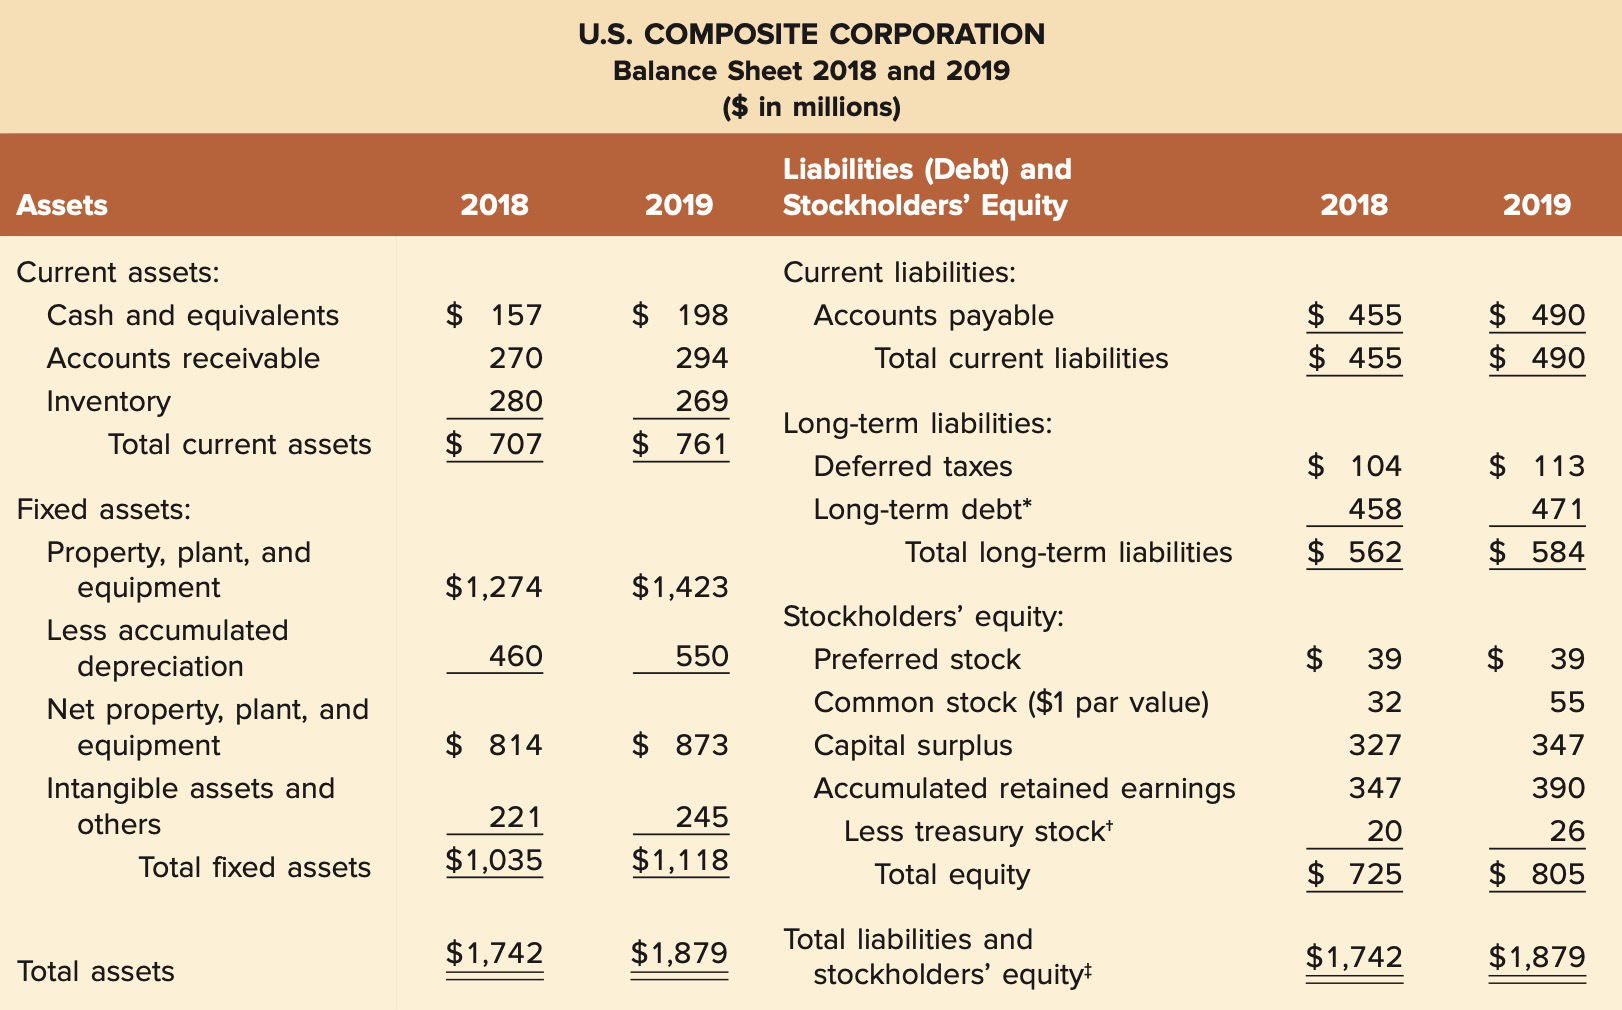 U.S. COMPOSITE CORPORATION
Balance Sheet 2018 and 2019
($ in millions)
Assets 2018 2019
Current assets:
Cash and equivalents $ 157 $ 198
Accounts receivable 270 294
Inventory 280 269
Total current assets $ 707 $ 761
Fixed assets:
Property, plant, and
equipment $1,274 $1,423
Less accumulated
depreciation 460 550
Net property, plant, and
equipment $ 814 $ 873
Intangible assets and
others 221 245
Total fixed assets $1,035 $1,118
Total assets $1,742 $1,879
Liabilities (Debt) and
Stockholders’ Equity 2018 2019
Current liabilities:
Accounts payable $ 455 $ 490
Total current liabilities $ 455 $ 490
Long-term liabilities:
Deferred taxes $ 104 $ 113
Long-term debt* 458 471
Total long-term liabilities $ 562 $ 584
Stockholders’ equity:
Preferred stock $ 39 $ 39
Common stock ($1 par value) 32 55
Capital surplus 327 347
Accumulated retained earnings 347 390
Less treasury stock† 20 26
Total equity $ 725 $ 805
Total liabilities and
stockholders’ equity‡ $1,742 $1,879